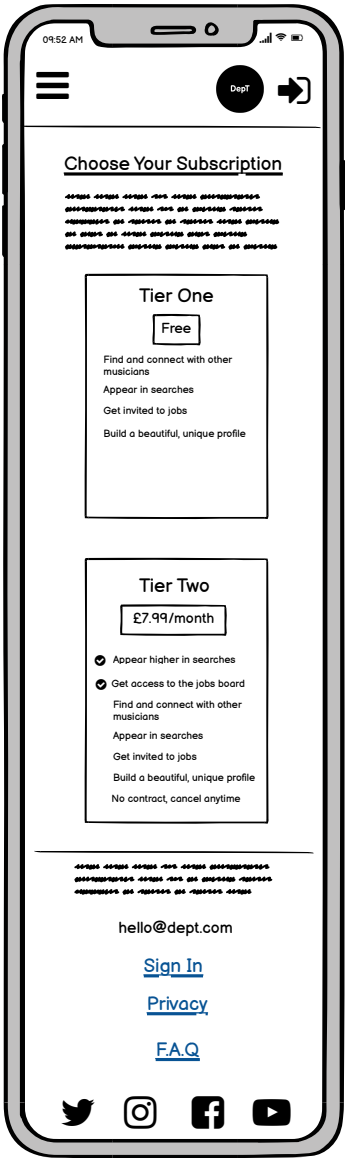 09:52 AM
DepT
Choose Your Subscription
Tier One
Free
Find and connect with other
musicians
Appear in searches
Get invited to jobs
Build a beautiful, unique profile
Tier Two
£7.99/month
Appear higher in searches
Get access to the jobs board
Find and connect with other
musicians
Appear in searches
Get invited to jobs
Build a beautiful, unique profile
No contract, cancel anytime
hello@dept.com
Sign In
Privacy
F.A.Q